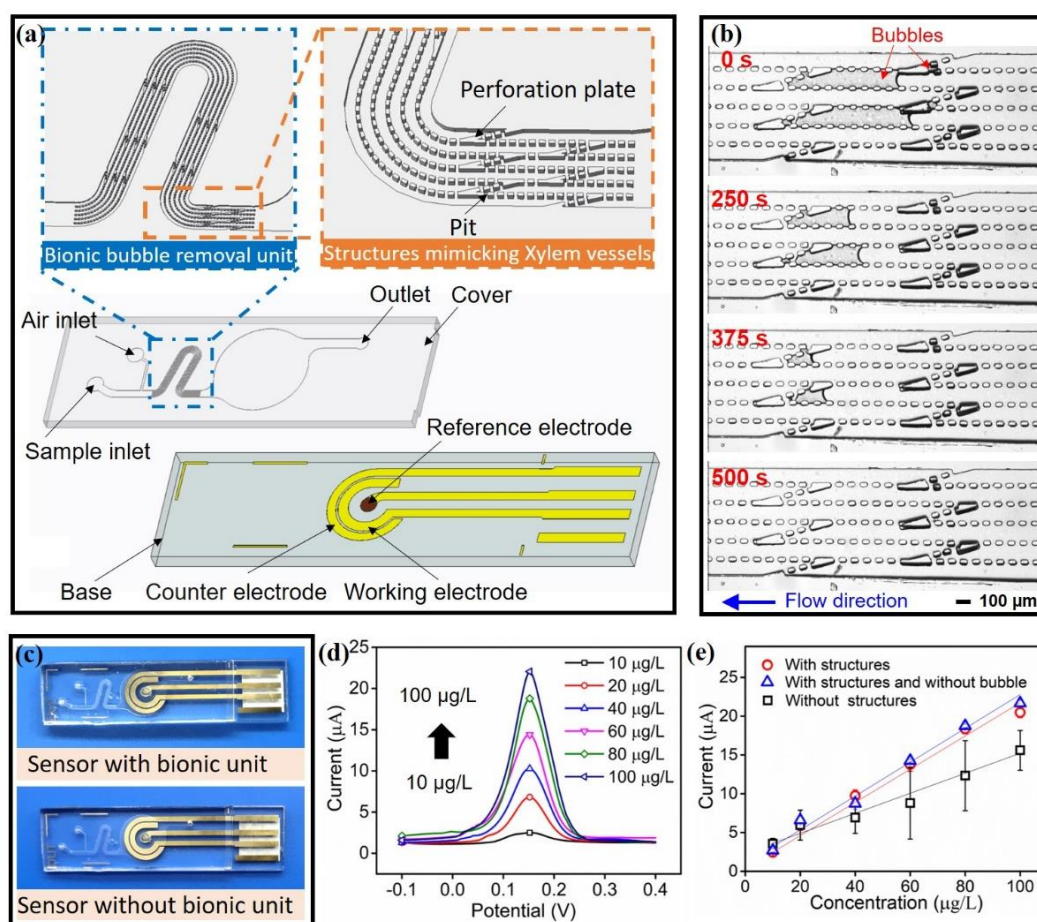 (a)
Perforation plate
Pit
Bionic bubble removal unit
Structures mimicking Xylem vessels
Outlet
Cover
Air inlet
Sample inlet
Reference electrode
Base
Counter electrode
Working electrode
(b)
Bubbles
0 s
250 s
375 s
500 s
Flow direction
100 μm
(c)
Sensor with bionic unit
Sensor without bionic unit
(d)
25
20
15
10
5
0
Current (μA)
100 μg/L
10 μg/L
10 μg/L
20 μg/L
40 μg/L
60 μg/L
80 μg/L
100 μg/L
-0.1
0.0
0.1
0.2
0.3
0.4
Potential (V)
(e)
25
20
15
10
5
0
Current (μA)
With structures
With structures and without bubble
Without structures
20
40
60
80
100
Concentration (μg/L)